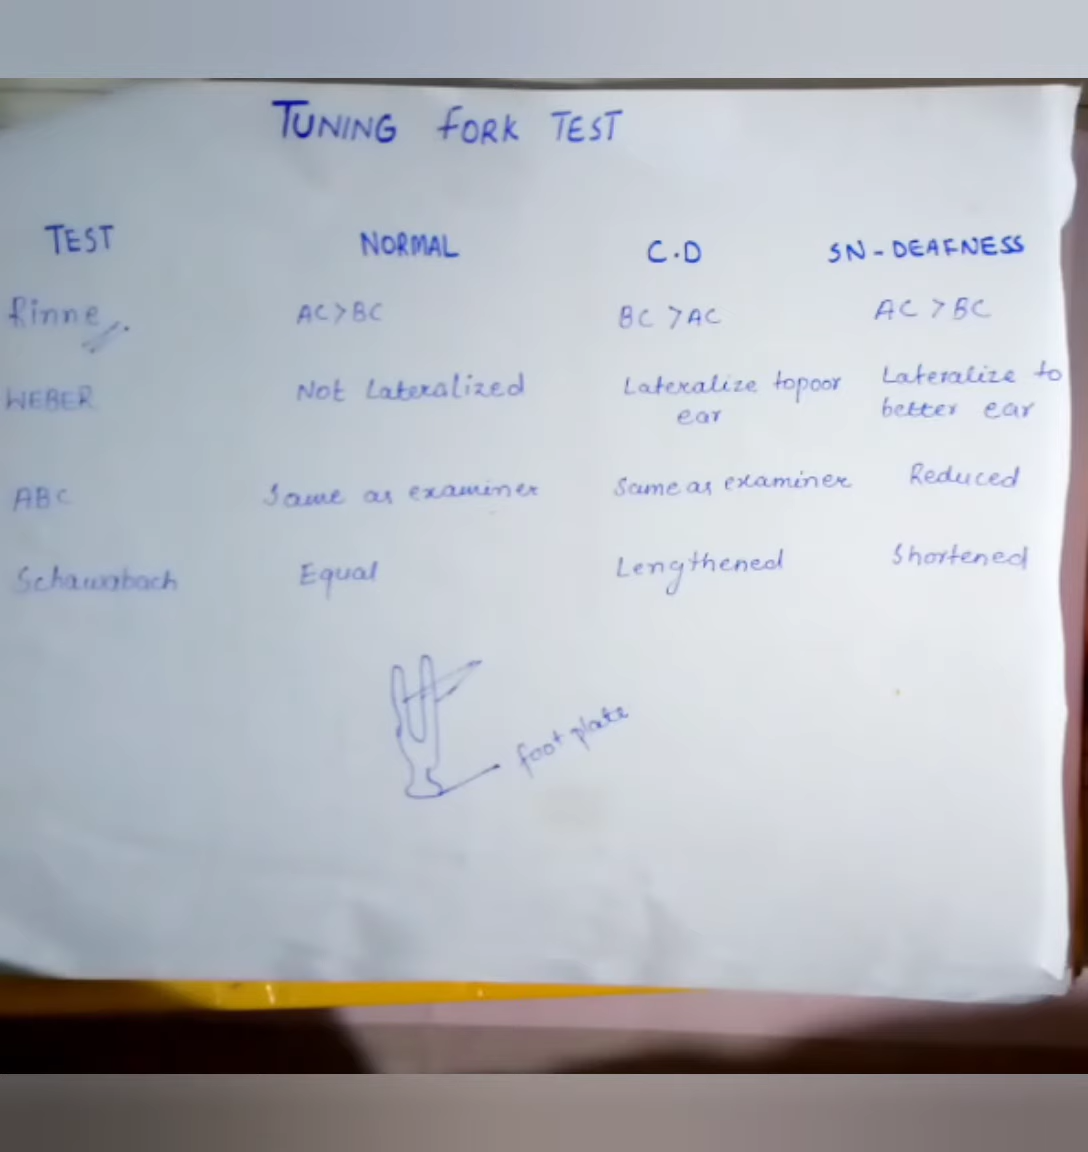 TUNING FORK TEST
TEST NORMAL C.D SN-DEAFNESS
Rinne AC>BC BC >AC AC >BC
WEBER Not Lateralized Lateralize to poor ear Lateralize to better ear
ABC Same as examiner Same as examiner Reduced
Schawabach Equal Lengthened Shortened
foot plate